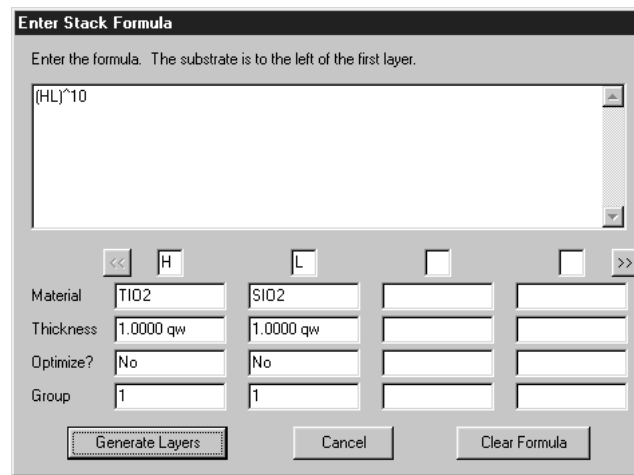 Enter Stack Formula
Enter the formula. The substrate is to the left of the first layer.
(HL)^10
<< H L >>
Material TIO2 SIO2
Thickness 1.0000 qw 1.0000 qw
Optimize? No No
Group 1 1
Generate Layers Cancel Clear Formula